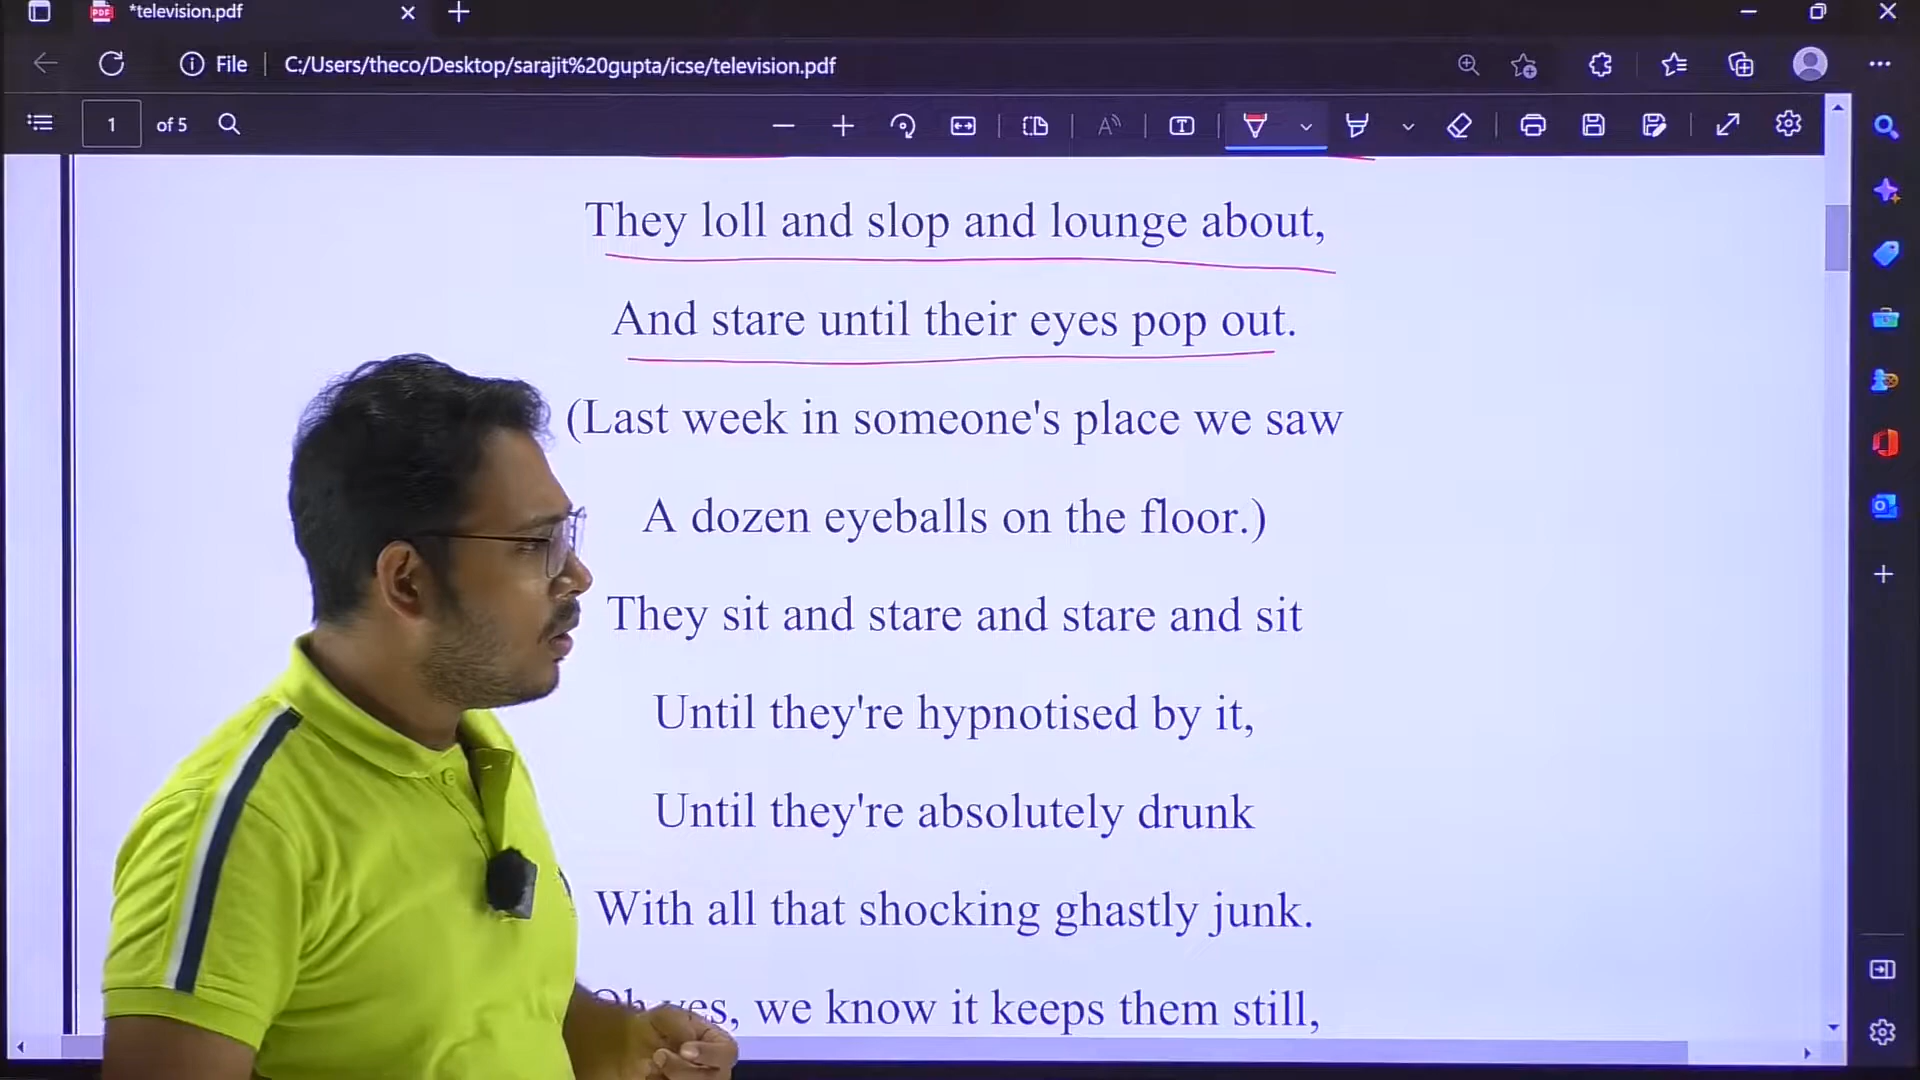 *television.pdf
File
C:/Users/theco/Desktop/sarajit%20gupta/icse/television.pdf
1
of 5
They loll and slop and lounge about,
And stare until their eyes pop out.
(Last week in someone's place we saw
A dozen eyeballs on the floor.)
They sit and stare and stare and sit
Until they're hypnotised by it,
Until they're absolutely drunk
With all that shocking ghastly junk.
Oh yes, we know it keeps them still,